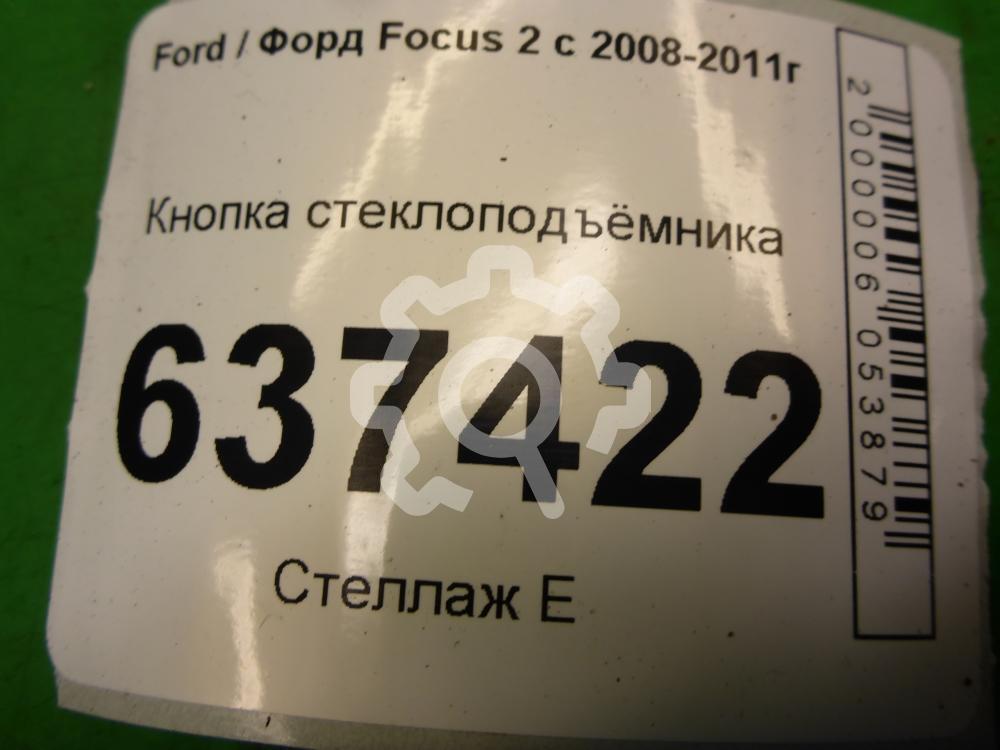 Ford / Форд Focus 2 с 2008-2011г
Кнопка стеклоподъёмника
637422
Стеллаж Е
2000006053879